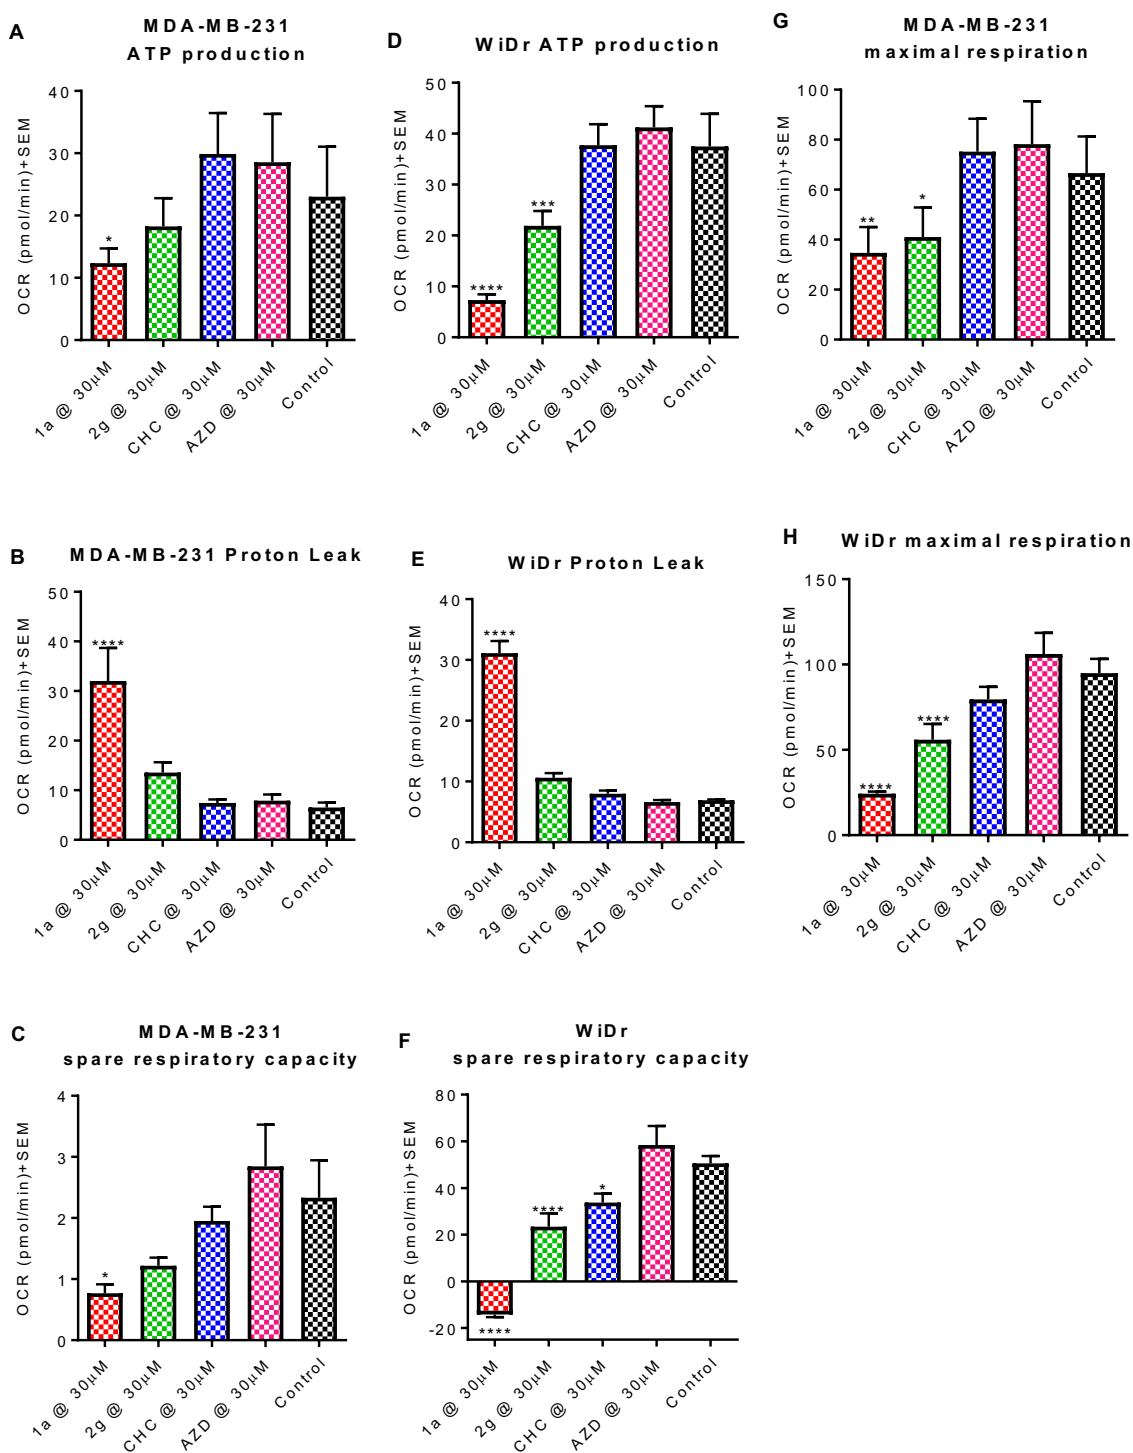 A
MDA-MB-231
ATP production
OCR (pmol/min)+SEM
40
30
20
10
0
*
1a @ 30µM
2g @ 30µM
CHC @ 30µM
AZD @ 30µM
Control
D
WiDr ATP production
OCR (pmol/min)+SEM
50
40
30
20
10
0
****
***
1a @ 30µM
2g @ 30µM
CHC @ 30µM
AZD @ 30µM
Control
G
MDA-MB-231
maximal respiration
OCR (pmol/min)+SEM
100
80
60
40
20
0
**
*
1a @ 30µM
2g @ 30µM
CHC @ 30µM
AZD @ 30µM
Control
B
MDA-MB-231 Proton Leak
OCR (pmol/min)+SEM
50
40
30
20
10
0
****
1a @ 30µM
2g @ 30µM
CHC @ 30µM
AZD @ 30µM
Control
E
WiDr Proton Leak
OCR (pmol/min)+SEM
40
30
20
10
0
****
1a @ 30µM
2g @ 30µM
CHC @ 30µM
AZD @ 30µM
Control
H
WiDr maximal respiration
OCR (pmol/min)+SEM
150
100
50
0
****
****
1a @ 30µM
2g @ 30µM
CHC @ 30µM
AZD @ 30µM
Control
C
MDA-MB-231
spare respiratory capacity
OCR (pmol/min)+SEM
4
3
2
1
0
*
1a @ 30µM
2g @ 30µM
CHC @ 30µM
AZD @ 30µM
Control
F
WiDr
spare respiratory capacity
OCR (pmol/min)+SEM
80
60
40
20
0
-20
****
****
*
1a @ 30µM
2g @ 30µM
CHC @ 30µM
AZD @ 30µM
Control